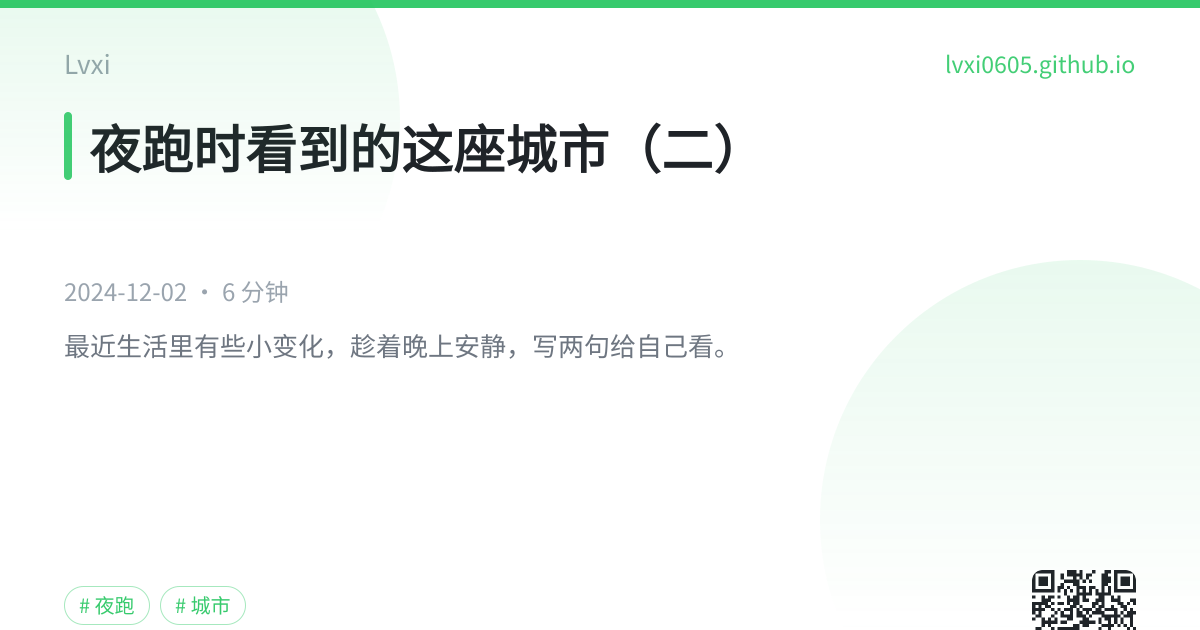 Lvxi
lvxi0605.github.io
夜跑时看到的这座城市（二）
2024-12-02 · 6 分钟
最近生活里有些小变化，趁着晚上安静，写两句给自己看。
# 夜跑
# 城市